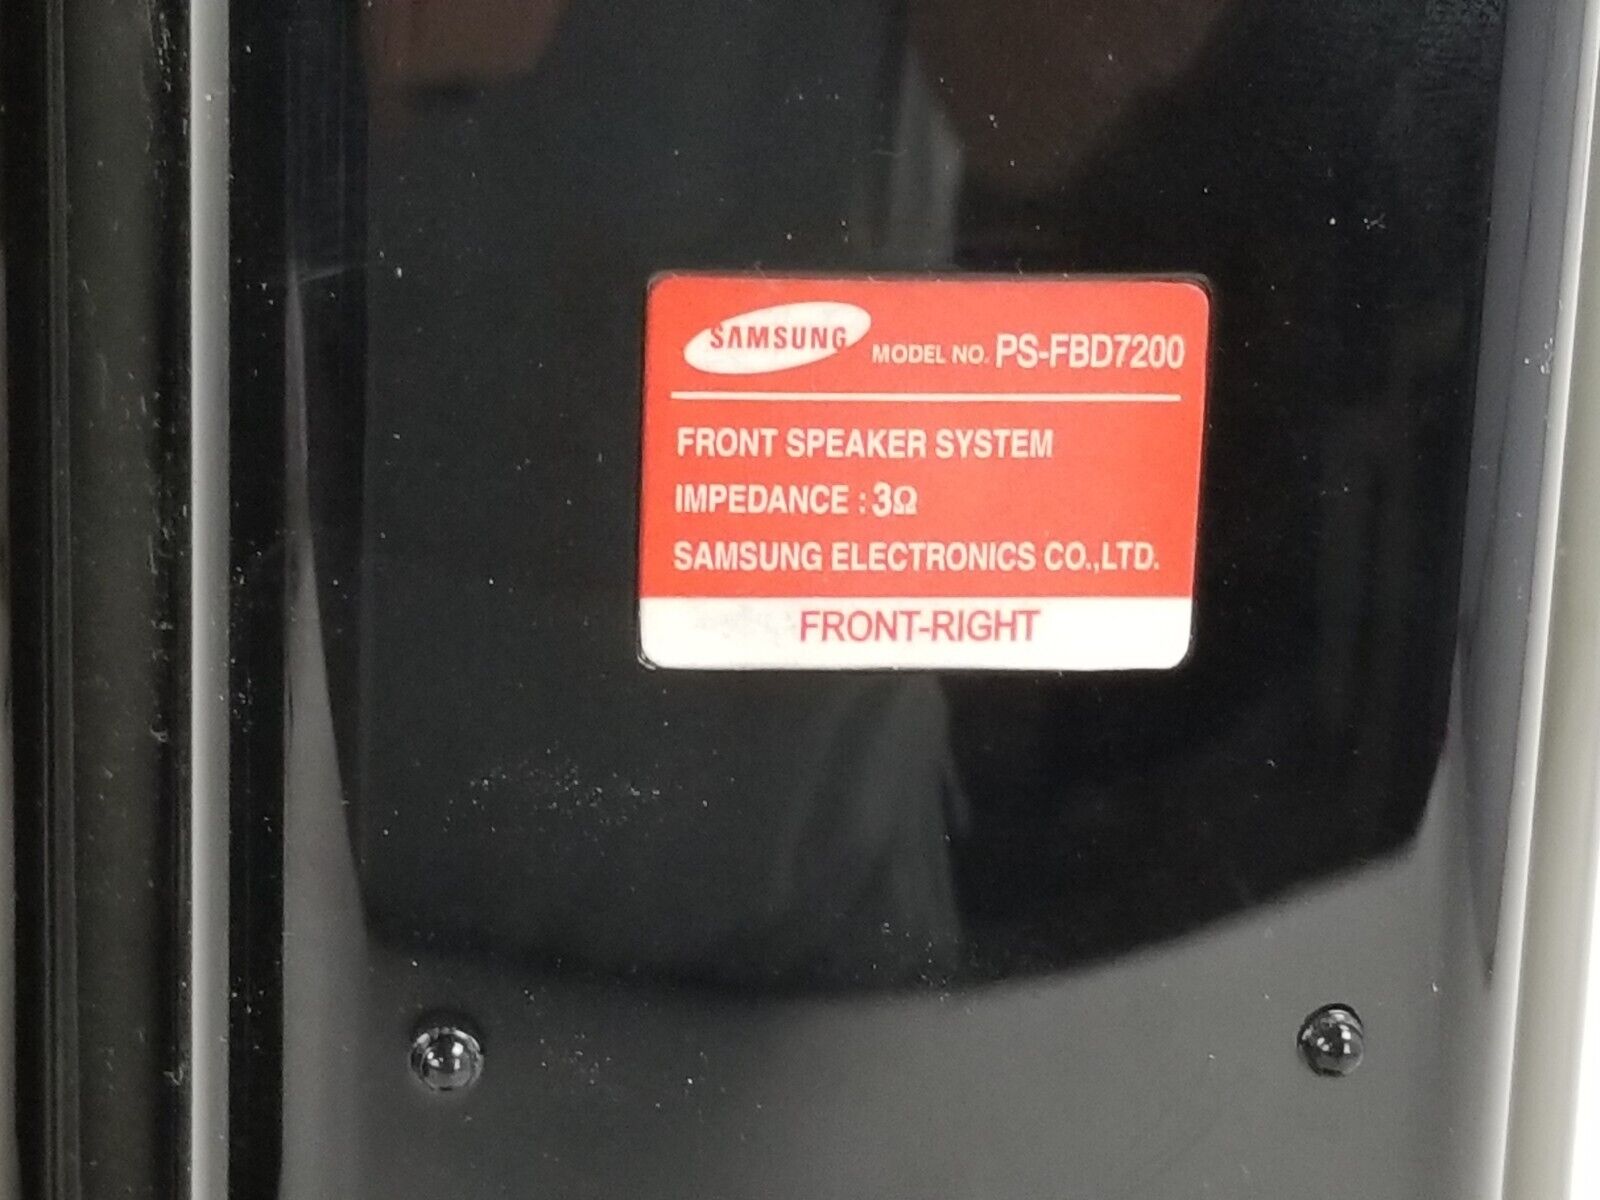 SAMSUNG MODEL NO. PS-FBD7200
FRONT SPEAKER SYSTEM
IMPEDANCE : 3Ω
SAMSUNG ELECTRONICS CO.,LTD.
FRONT-RIGHT